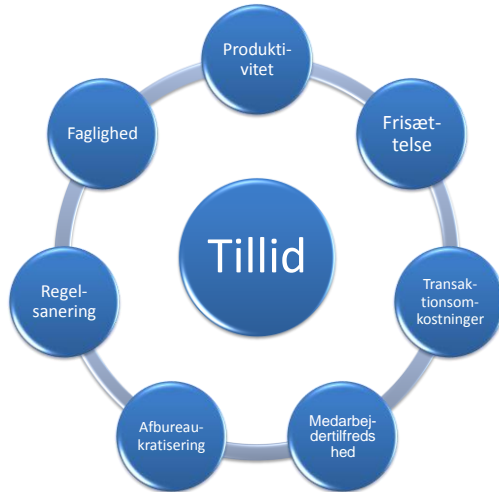 Produkti-
vitet
Frisæt-
telse
Transak-
tionsom-
kostninger
Medarbej-
dertilfreds
hed
Afbureau-
kratisering
Regel-
sanering
Faglighed
Tillid